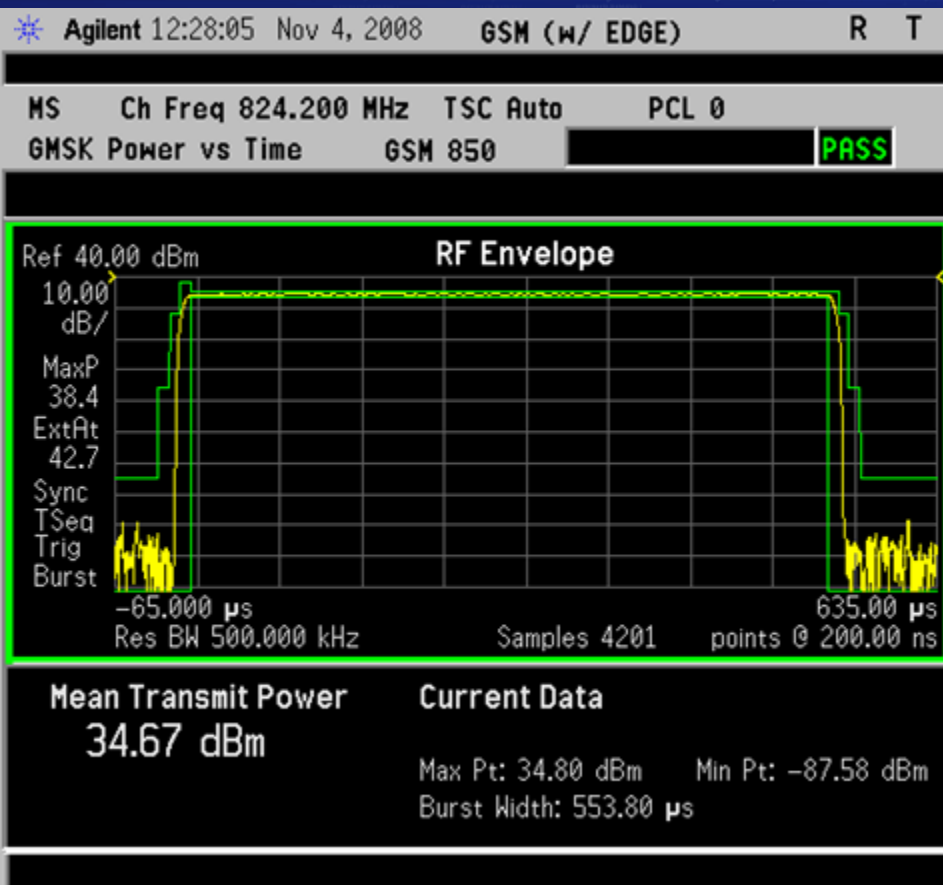 Agilent 12:28:05 Nov 4, 2008 GSM (w/ EDGE) R T
MS Ch Freq 824.200 MHz TSC Auto PCL 0
GMSK Power vs Time GSM 850 PASS
Ref 40.00 dBm RF Envelope
10.00
dB/
MaxP
38.4
ExtAt
42.7
Sync
TSeq
Trig
Burst
-65.000 µs 635.00 µs
Res BW 500.000 kHz Samples 4201 points @ 200.00 ns
Mean Transmit Power Current Data
34.67 dBm
Max Pt: 34.80 dBm Min Pt: -87.58 dBm
Burst Width: 553.80 µs